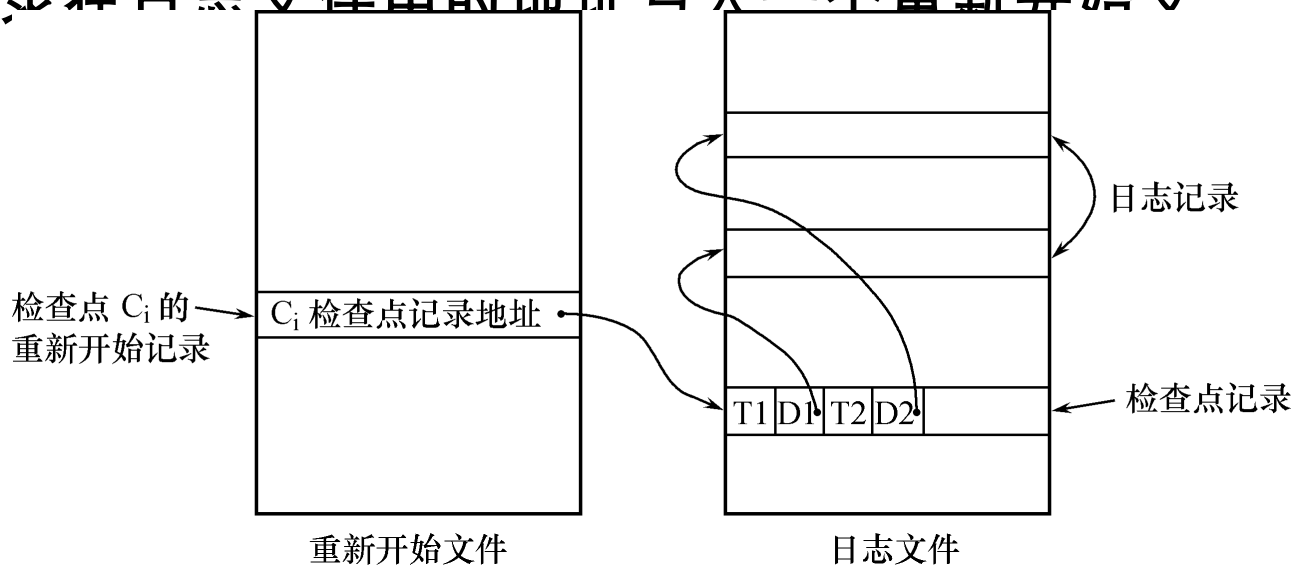 日志记录
检查点 Ci 的
重新开始记录
Ci 检查点记录地址
T1 D1 T2 D2
检查点记录
重新开始文件
日志文件